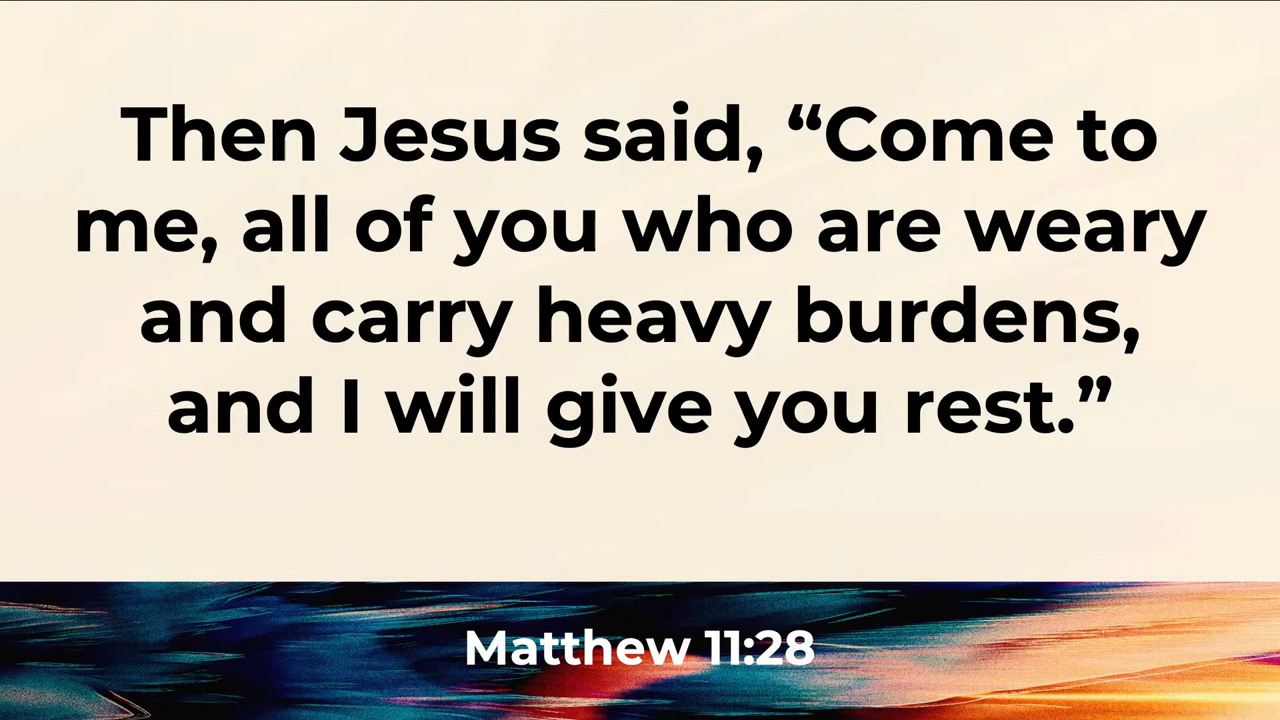 Then Jesus said, “Come to
me, all of you who are weary
and carry heavy burdens,
and I will give you rest.”
Matthew 11:28